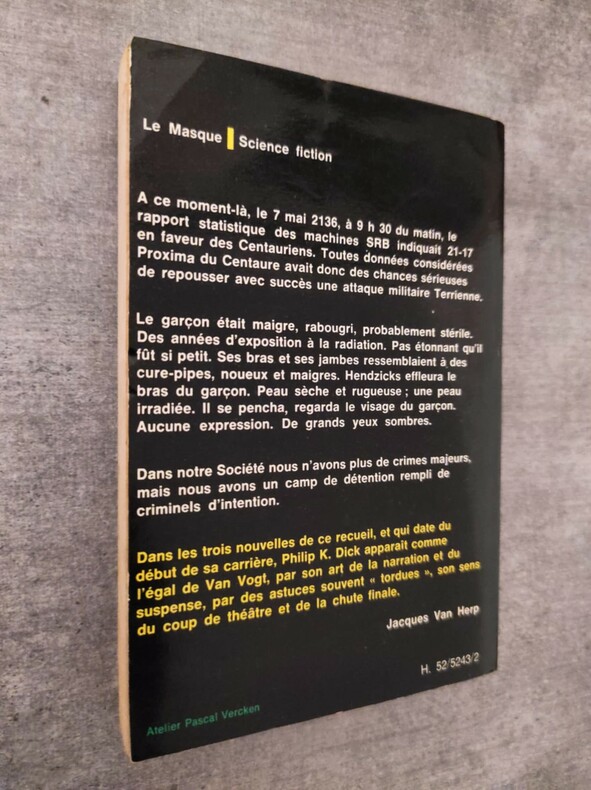 Le Masque Science fiction
A ce moment-là, le 7 mai 2136, à 9 h 30 du matin, le
rapport statistique des machines SRB indiquait 21-17
en faveur des Centauriens. Toutes données considérées
Proxima du Centaure avait donc des chances sérieuses
de repousser avec succès une attaque militaire Terrienne.
Le garçon était maigre, rabougri, probablement stérile.
Des années d'exposition à la radiation. Pas étonnant qu'il
fût si petit. Ses bras et ses jambes ressemblaient à des
cure-pipes, noueux et maigres. Hendzicks effleura le
bras du garçon. Peau sèche et rugueuse ; une peau
irradiée. Il se pencha, regarda le visage du garçon.
Aucune expression. De grands yeux sombres.
Dans notre Société nous n'avons plus de crimes majeurs,
mais nous avons un camp de détention rempli de
criminels d'intention.
Dans les trois nouvelles de ce recueil, et qui date du
début de sa carrière, Philip K. Dick apparait comme
l'égal de Van Vogt, par son art de la narration et du
suspense, par des astuces souvent « tordues », son sens
du coup de théâtre et de la chute finale.
Jacques Van Herp
H. 52/5243/2
Atelier Pascal Vercken